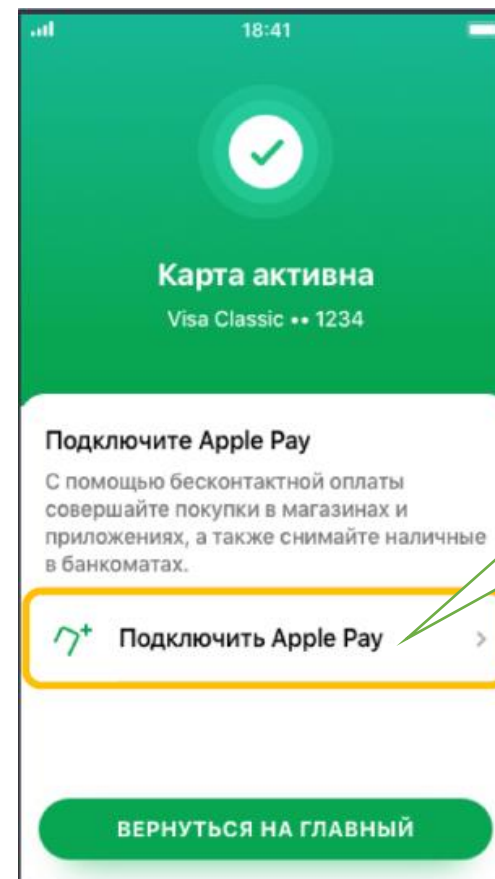 18:41
Карта активна
Visa Classic •• 1234
Подключите Apple Pay
С помощью бесконтактной оплаты
совершайте покупки в магазинах и
приложениях, а также снимайте наличные
в банкоматах.
Подключить Apple Pay
ВЕРНУТЬСЯ НА ГЛАВНЫЙ